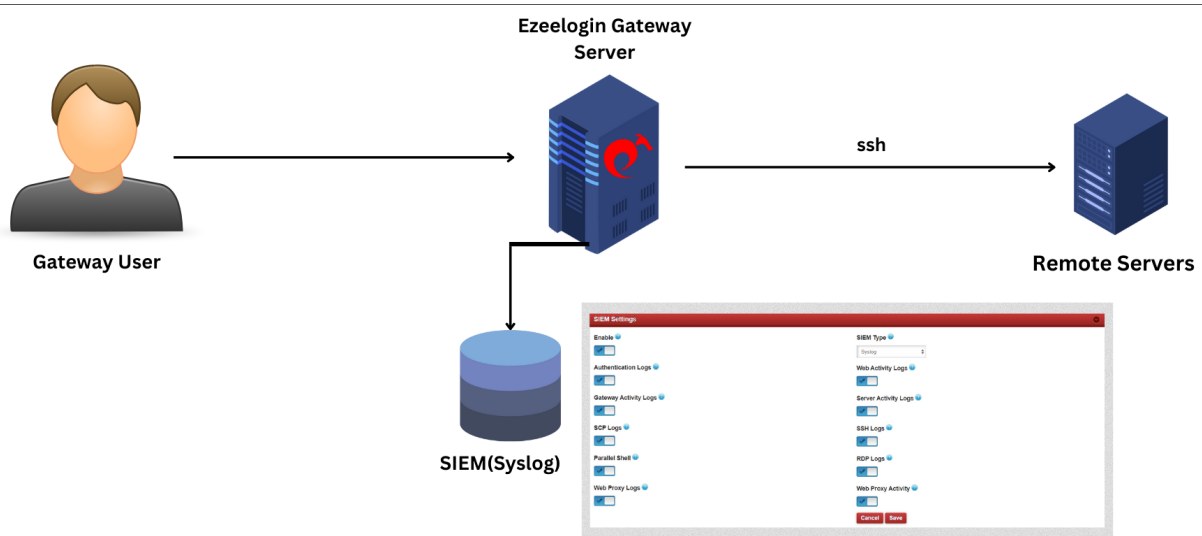 Ezeelogin Gateway
Server
ssh
Gateway User
Remote Servers
SIEM(Syslog)
SIEM Settings
Enable
SIEM Type
Syslog
Authentication Logs
Web Activity Logs
Gateway Activity Logs
Server Activity Logs
SCP Logs
SSH Logs
Parallel Shell
RDP Logs
Web Proxy Logs
Web Proxy Activity
Cancel Save